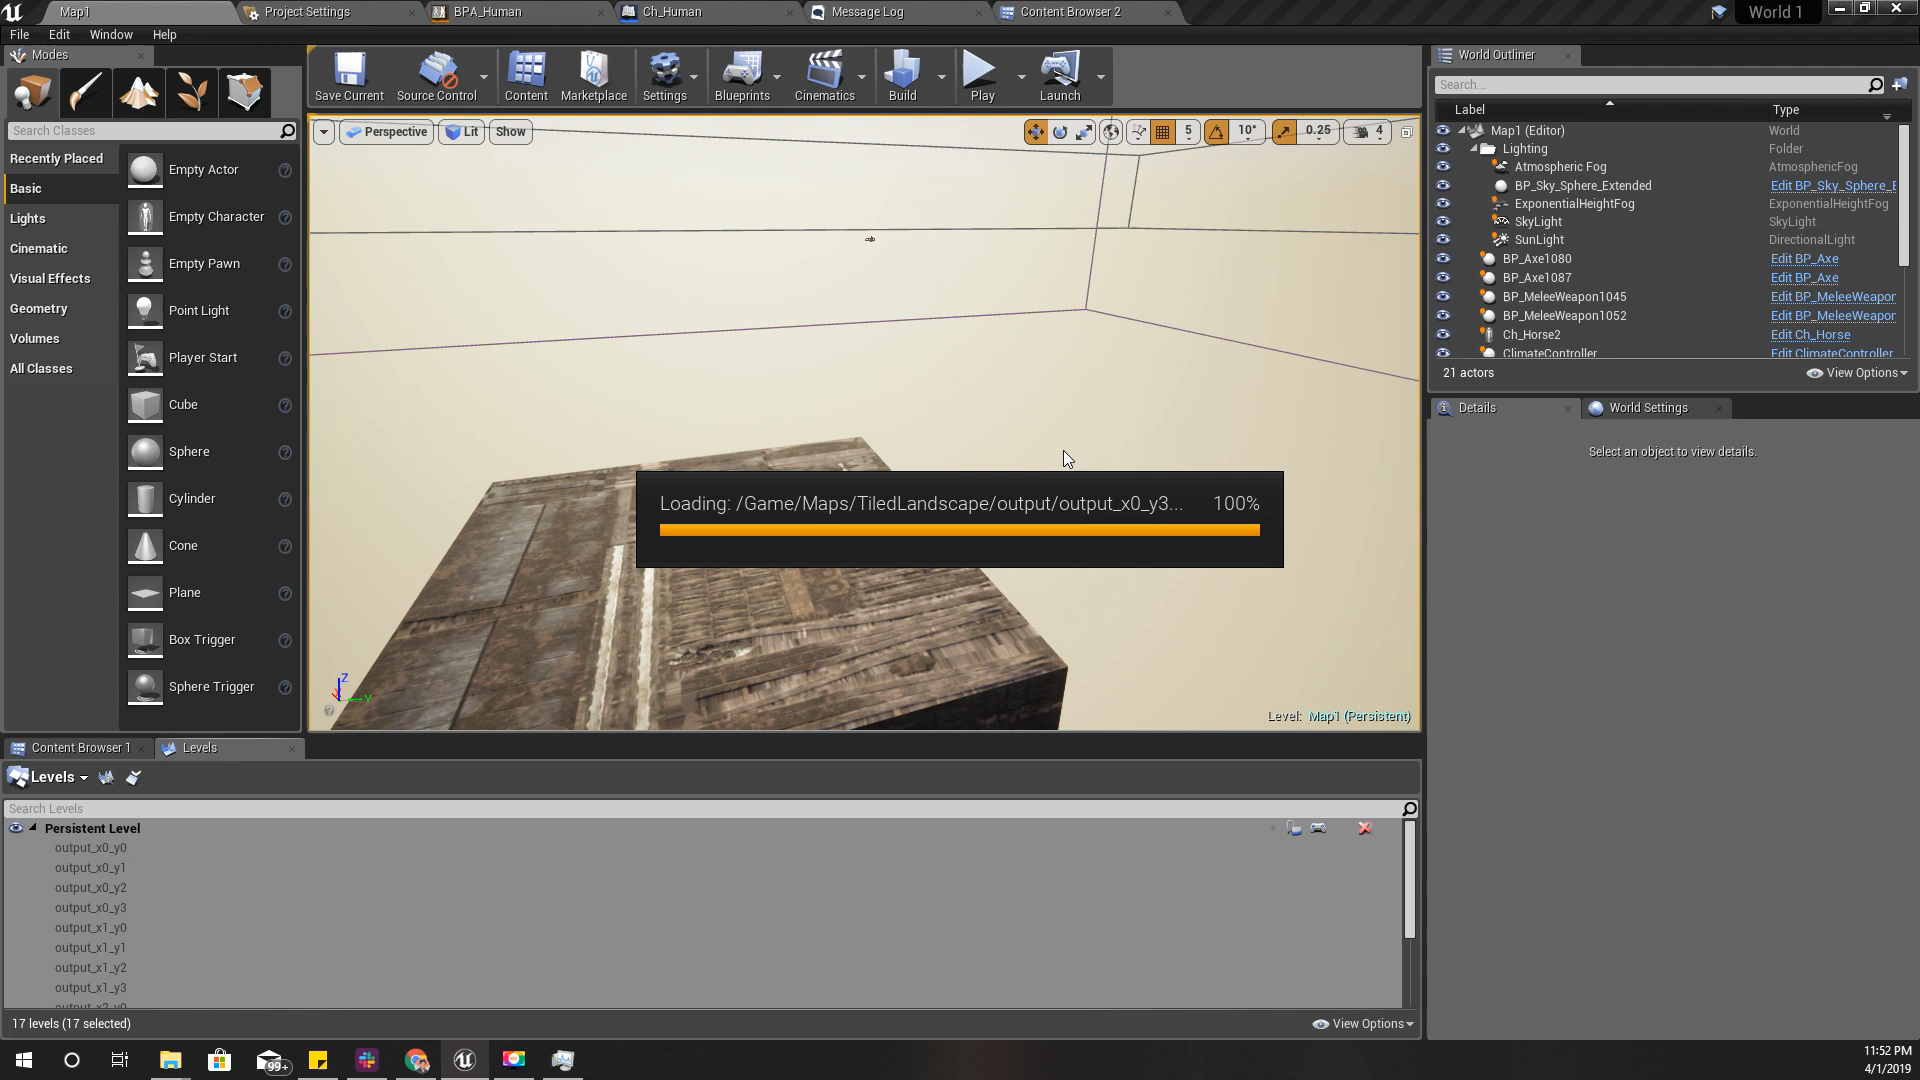 Map1
Project Settings
BPA_Human
Ch_Human
Message Log
Content Browser 2
World 1
File Edit Window Help
Modes
Search Classes
Recently Placed
Basic
Lights
Cinematic
Visual Effects
Geometry
Volumes
All Classes
Empty Actor
Empty Character
Empty Pawn
Point Light
Player Start
Cube
Sphere
Cylinder
Cone
Plane
Box Trigger
Sphere Trigger
Save Current
Source Control
Content
Marketplace
Settings
Blueprints
Cinematics
Build
Play
Launch
Perspective
Lit
Show
5
10°
0.25
4
Loading: /Game/Maps/TiledLandscape/output/output_x0_y3... 100%
Z
Y
Level: Map1 (Persistent)
World Outliner
Search...
Label Type
Map1 (Editor) World
Lighting Folder
Atmospheric Fog AtmosphericFog
BP_Sky_Sphere_Extended Edit BP_Sky_Sphere_E
ExponentialHeightFog ExponentialHeightFog
SkyLight SkyLight
SunLight DirectionalLight
BP_Axe1080 Edit BP_Axe
BP_Axe1087 Edit BP_Axe
BP_MeleeWeapon1045 Edit BP_MeleeWeapon
BP_MeleeWeapon1052 Edit BP_MeleeWeapon
Ch_Horse2 Edit Ch_Horse
ClimateController Edit ClimateController
21 actors
View Options
Details
World Settings
Select an object to view details.
Content Browser 1
Levels
Levels
Search Levels
Persistent Level
output_x0_y0
output_x0_y1
output_x0_y2
output_x0_y3
output_x1_y0
output_x1_y1
output_x1_y2
output_x1_y3
output_x2_y0
17 levels (17 selected)
View Options
99+
11:52 PM
4/1/2019